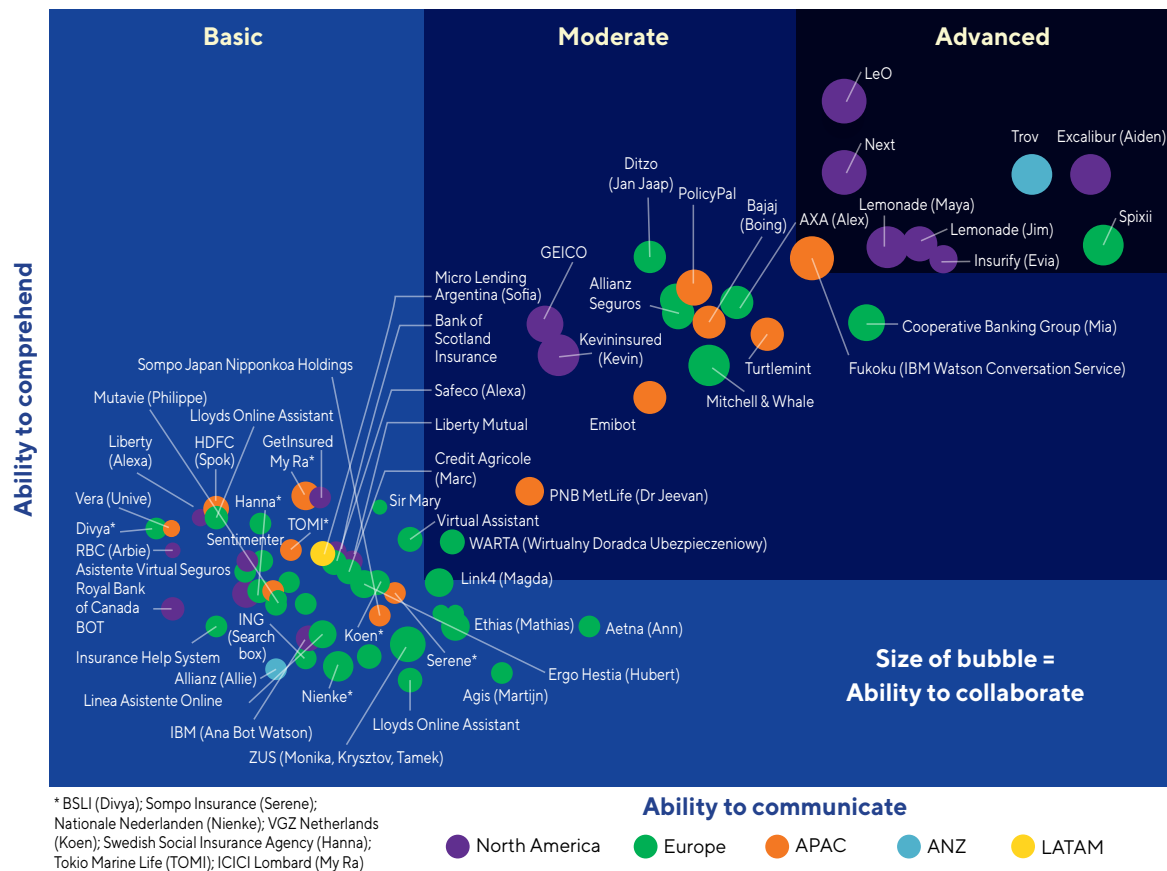 Basic
Moderate
Advanced
LeO
Next
Trov
Excalibur (Aiden)
Ditzo
(Jan Jaap)
PolicyPal
Bajaj
(Boing)
AXA (Alex)
Lemonade (Maya)
Lemonade (Jim)
Spixii
Insurify (Evia)
GEICO
Micro Lending
Argentina (Sofia)
Allianz
Seguros
Bank of
Scotland
Insurance
Kevininsured
(Kevin)
Cooperative Banking Group (Mia)
Turtlemint
Fukoku (IBM Watson Conversation Service)
Sompo Japan Nipponkoa Holdings
Mutavie (Philippe)
Safeco (Alexa)
Mitchell & Whale
Lloyds Online Assistant
Emibot
Liberty Mutual
Liberty
(Alexa)
HDFC
(Spok)
GetInsured
My Ra*
Credit Agricole
(Marc)
Vera (Unive)
Hanna*
Sir Mary
PNB MetLife (Dr Jeevan)
Divya*
TOMI*
Virtual Assistant
Sentimenter
WARTA (Wirtualny Doradca Ubezpieczeniowy)
RBC (Arbie)
Asistente Virtual Seguros
Link4 (Magda)
Royal Bank
of Canada
BOT
ING
(Search
box)
Koen*
Ethias (Mathias)
Aetna (Ann)
Insurance Help System
Serene*
Allianz (Allie)
Ergo Hestia (Hubert)
Linea Asistente Online
Nienke*
Agis (Martijn)
IBM (Ana Bot Watson)
Lloyds Online Assistant
ZUS (Monika, Krysztov, Tamek)
Size of bubble =
Ability to collaborate
Ability to comprehend
Ability to communicate
* BSLI (Divya); Sompo Insurance (Serene);
Nationale Nederlanden (Nienke); VGZ Netherlands
(Koen); Swedish Social Insurance Agency (Hanna);
Tokio Marine Life (TOMI); ICICI Lombard (My Ra)
North America
Europe
APAC
ANZ
LATAM